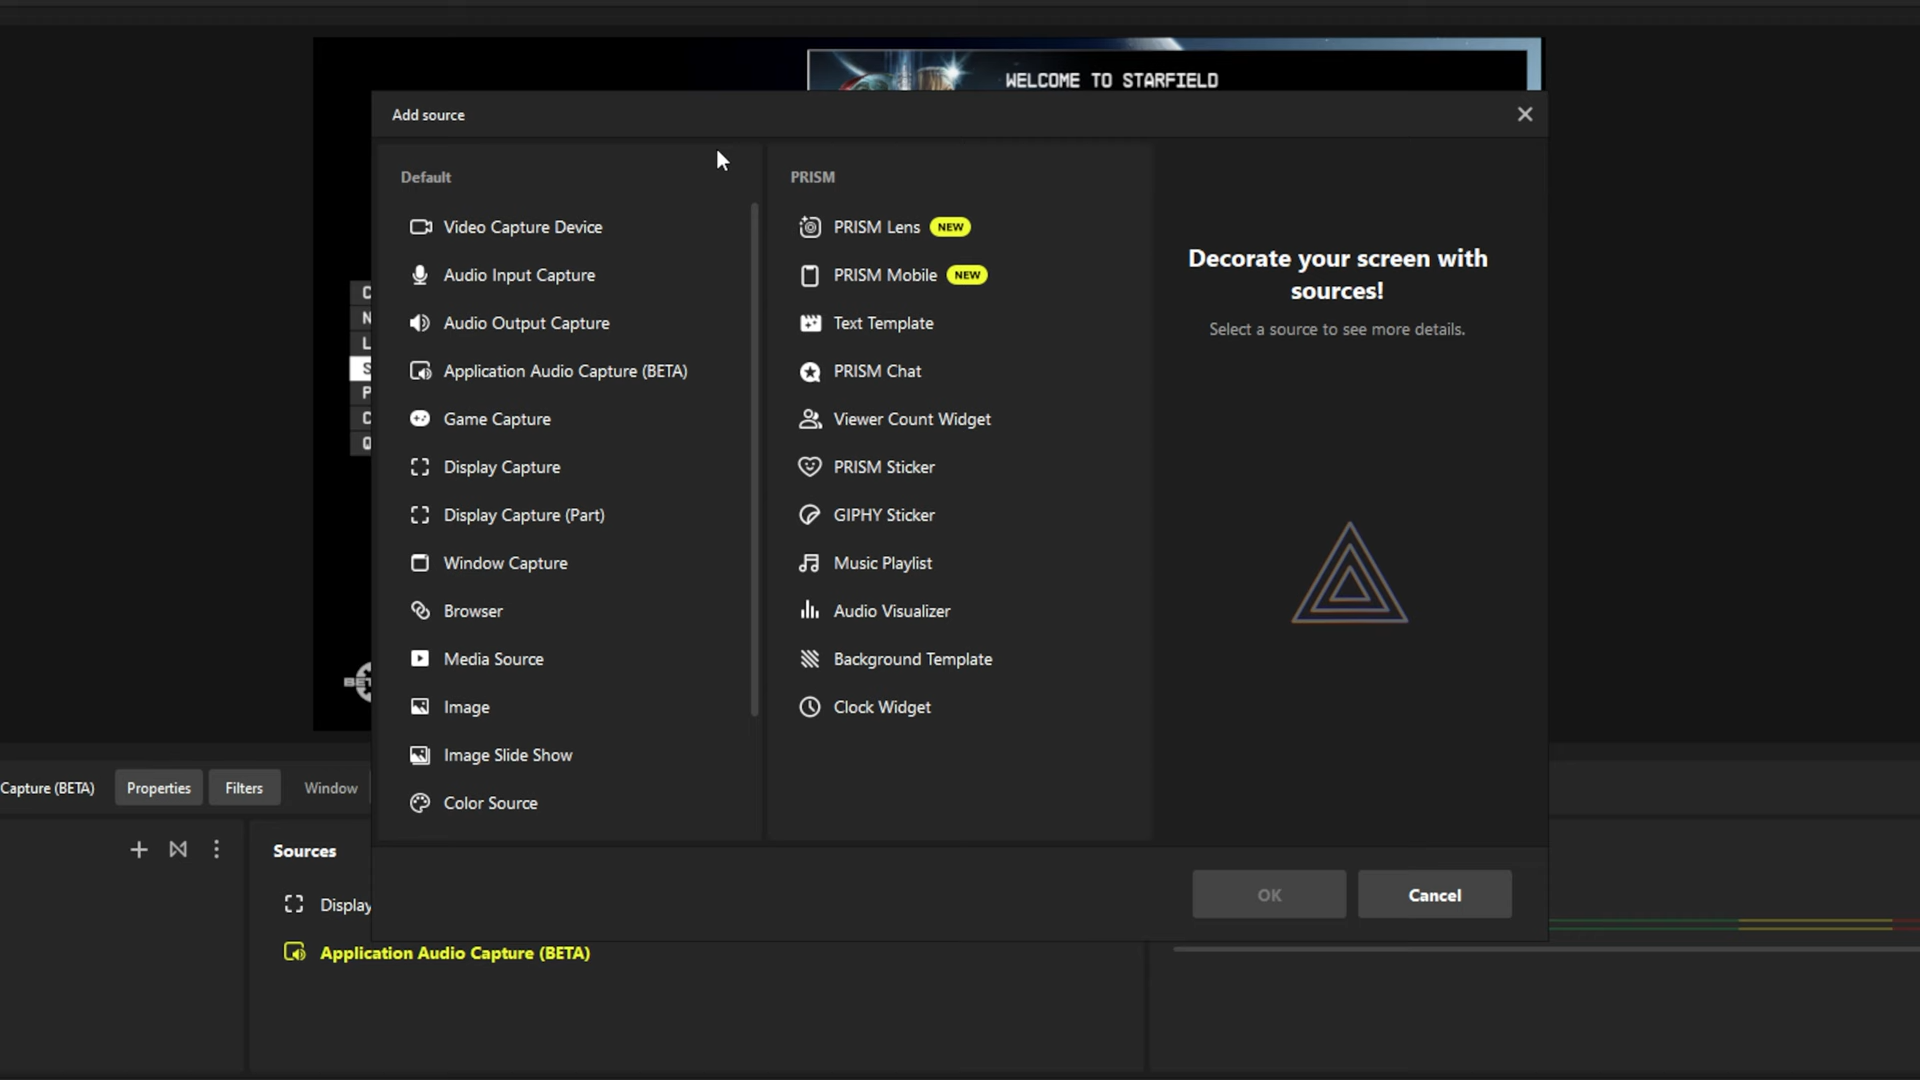 WELCOME TO STARFIELD
Add source
Default
Video Capture Device
Audio Input Capture
Audio Output Capture
Application Audio Capture (BETA)
Game Capture
Display Capture
Display Capture (Part)
Window Capture
Browser
Media Source
Image
Image Slide Show
Color Source
PRISM
PRISM Lens NEW
PRISM Mobile NEW
Text Template
PRISM Chat
Viewer Count Widget
PRISM Sticker
GIPHY Sticker
Music Playlist
Audio Visualizer
Background Template
Clock Widget
Decorate your screen with
sources!
Select a source to see more details.
OK
Cancel
Capture (BETA)
Properties
Filters
Window
Sources
Display
Application Audio Capture (BETA)